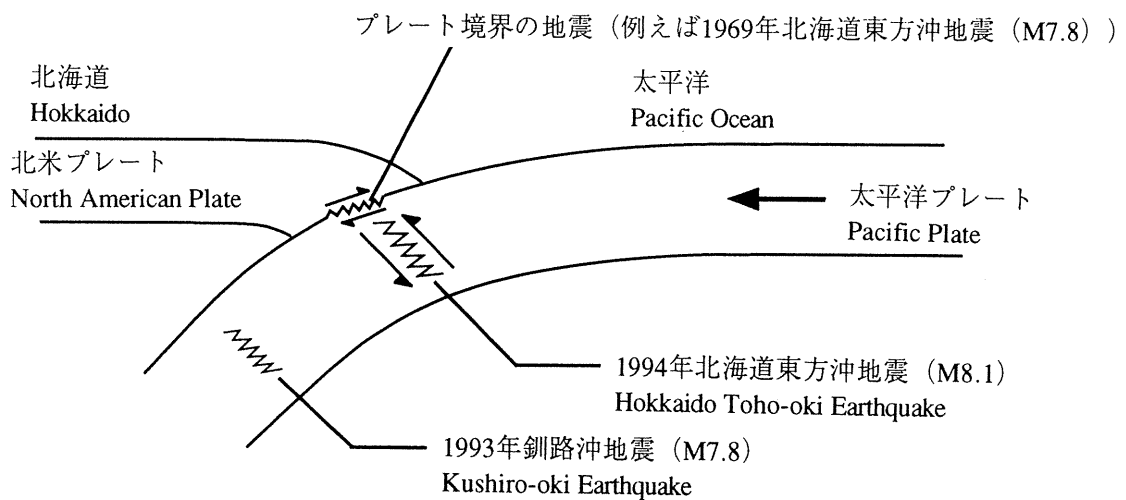 プレート境界の地震（例えば1969年北海道東方沖地震（M7.8））
北海道
Hokkaido
太平洋
Pacific Ocean
北米プレート
North American Plate
太平洋プレート
Pacific Plate
1994年北海道東方沖地震（M8.1）
Hokkaido Toho-oki Earthquake
1993年釧路沖地震（M7.8）
Kushiro-oki Earthquake